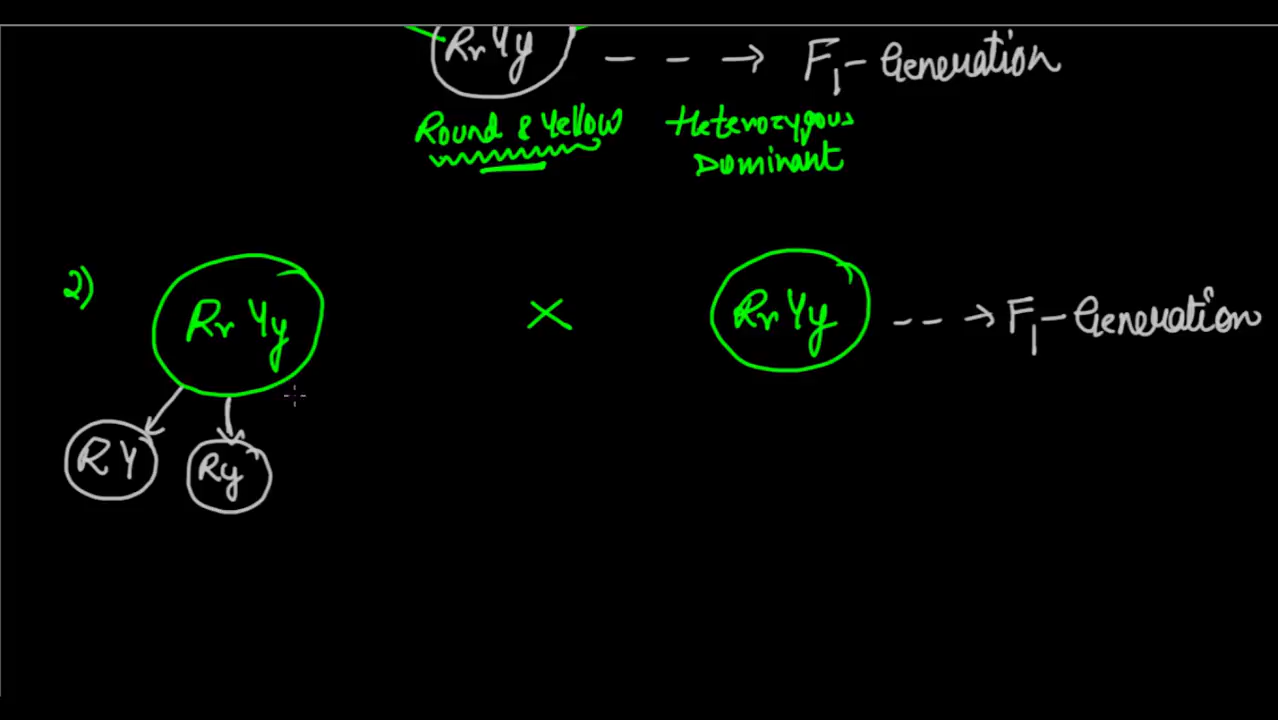 RrYy - - → F1 - Generation
Round & Yellow Heterozygous
Dominant
2) RrYy × RrYy - - → F1 - Generation
RY Ry